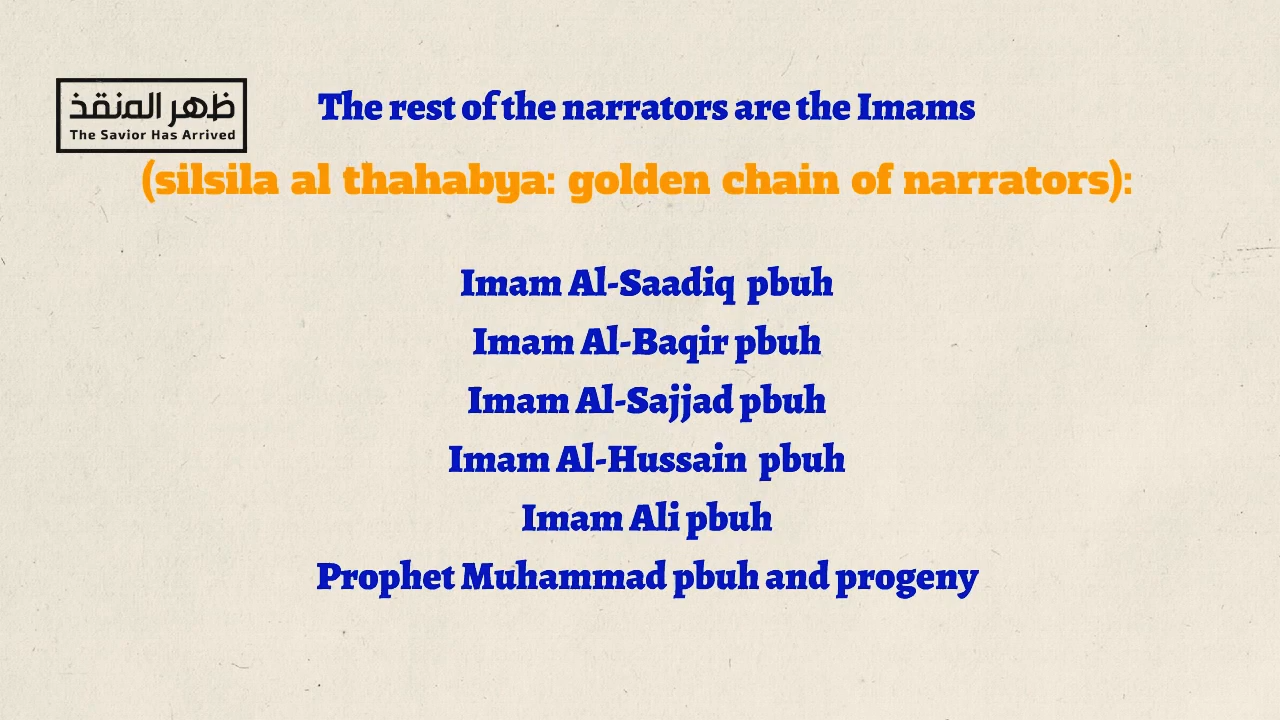 ظهر المنقذ
The Savior Has Arrived
The rest of the narrators are the Imams
(silsila al thahabya: golden chain of narrators):
Imam Al-Saadiq pbuh
Imam Al-Baqir pbuh
Imam Al-Sajjad pbuh
Imam Al-Hussain pbuh
Imam Ali pbuh
Prophet Muhammad pbuh and progeny